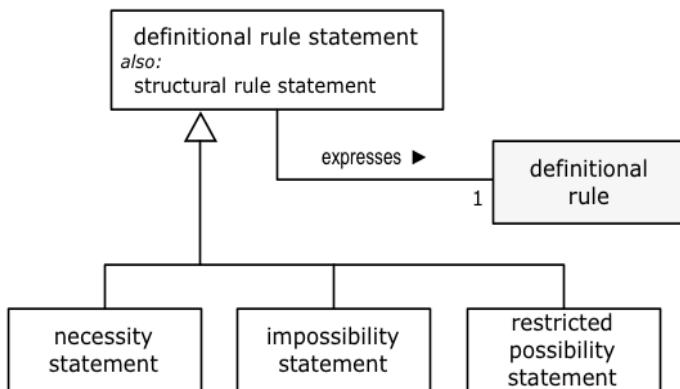 definitional rule statement
also:
structural rule statement
expresses ▶
definitional
rule
1
necessity
statement
impossibility
statement
restricted
possibility
statement